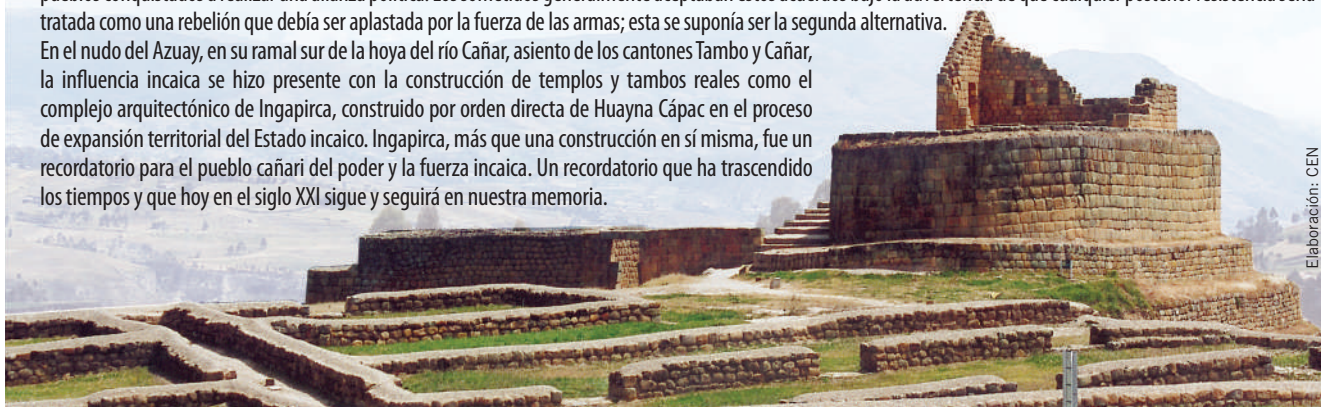 tratada como una rebelión que debía ser aplastada por la fuerza de las armas; esta se suponía ser la segunda alternativa.
En el nudo del Azuay, en su ramal sur de la hoya del río Cañar, asiento de los cantones Tambo y Cañar,
la influencia incaica se hizo presente con la construcción de templos y tambos reales como el
complejo arquitectónico de Ingapirca, construido por orden directa de Huayna Cápac en el proceso
de expansión territorial del Estado incaico. Ingapirca, más que una construcción en sí misma, fue un
recordatorio para el pueblo cañari del poder y la fuerza incaica. Un recordatorio que ha trascendido
los tiempos y que hoy en el siglo XXI sigue y seguirá en nuestra memoria.
Elaboración: CEN